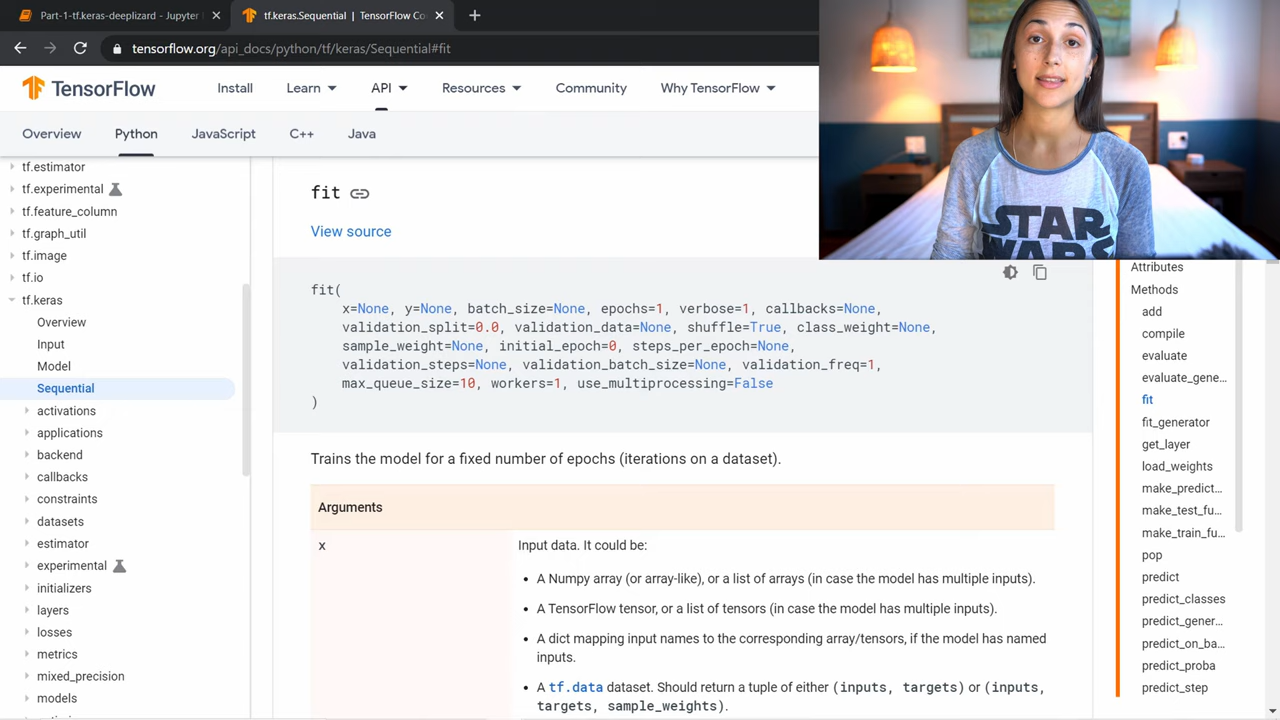 Part-1-tf.keras-deeplizard - Jupyter
tf.keras.Sequential | TensorFlow Co
tensorflow.org/api_docs/python/tf/keras/Sequential#fit
TensorFlow
Install
Learn
API
Resources
Community
Why TensorFlow
Overview
Python
JavaScript
C++
Java
tf.estimator
tf.experimental
tf.feature_column
tf.graph_util
tf.image
tf.io
tf.keras
Overview
Input
Model
Sequential
activations
applications
backend
callbacks
constraints
datasets
estimator
experimental
initializers
layers
losses
metrics
mixed_precision
models
fit
View source
fit(
x=None, y=None, batch_size=None, epochs=1, verbose=1, callbacks=None,
validation_split=0.0, validation_data=None, shuffle=True, class_weight=None,
sample_weight=None, initial_epoch=0, steps_per_epoch=None,
validation_steps=None, validation_batch_size=None, validation_freq=1,
max_queue_size=10, workers=1, use_multiprocessing=False
)
Trains the model for a fixed number of epochs (iterations on a dataset).
Arguments
x
Input data. It could be:
• A Numpy array (or array-like), or a list of arrays (in case the model has multiple inputs).
• A TensorFlow tensor, or a list of tensors (in case the model has multiple inputs).
• A dict mapping input names to the corresponding array/tensors, if the model has named
inputs.
• A tf.data dataset. Should return a tuple of either (inputs, targets) or (inputs,
targets, sample_weights).
STAR
WARS
Attributes
Methods
add
compile
evaluate
evaluate_gene...
fit
fit_generator
get_layer
load_weights
make_predict...
make_test_fu...
make_train_fu...
pop
predict
predict_classes
predict_gener...
predict_on_ba...
predict_proba
predict_step